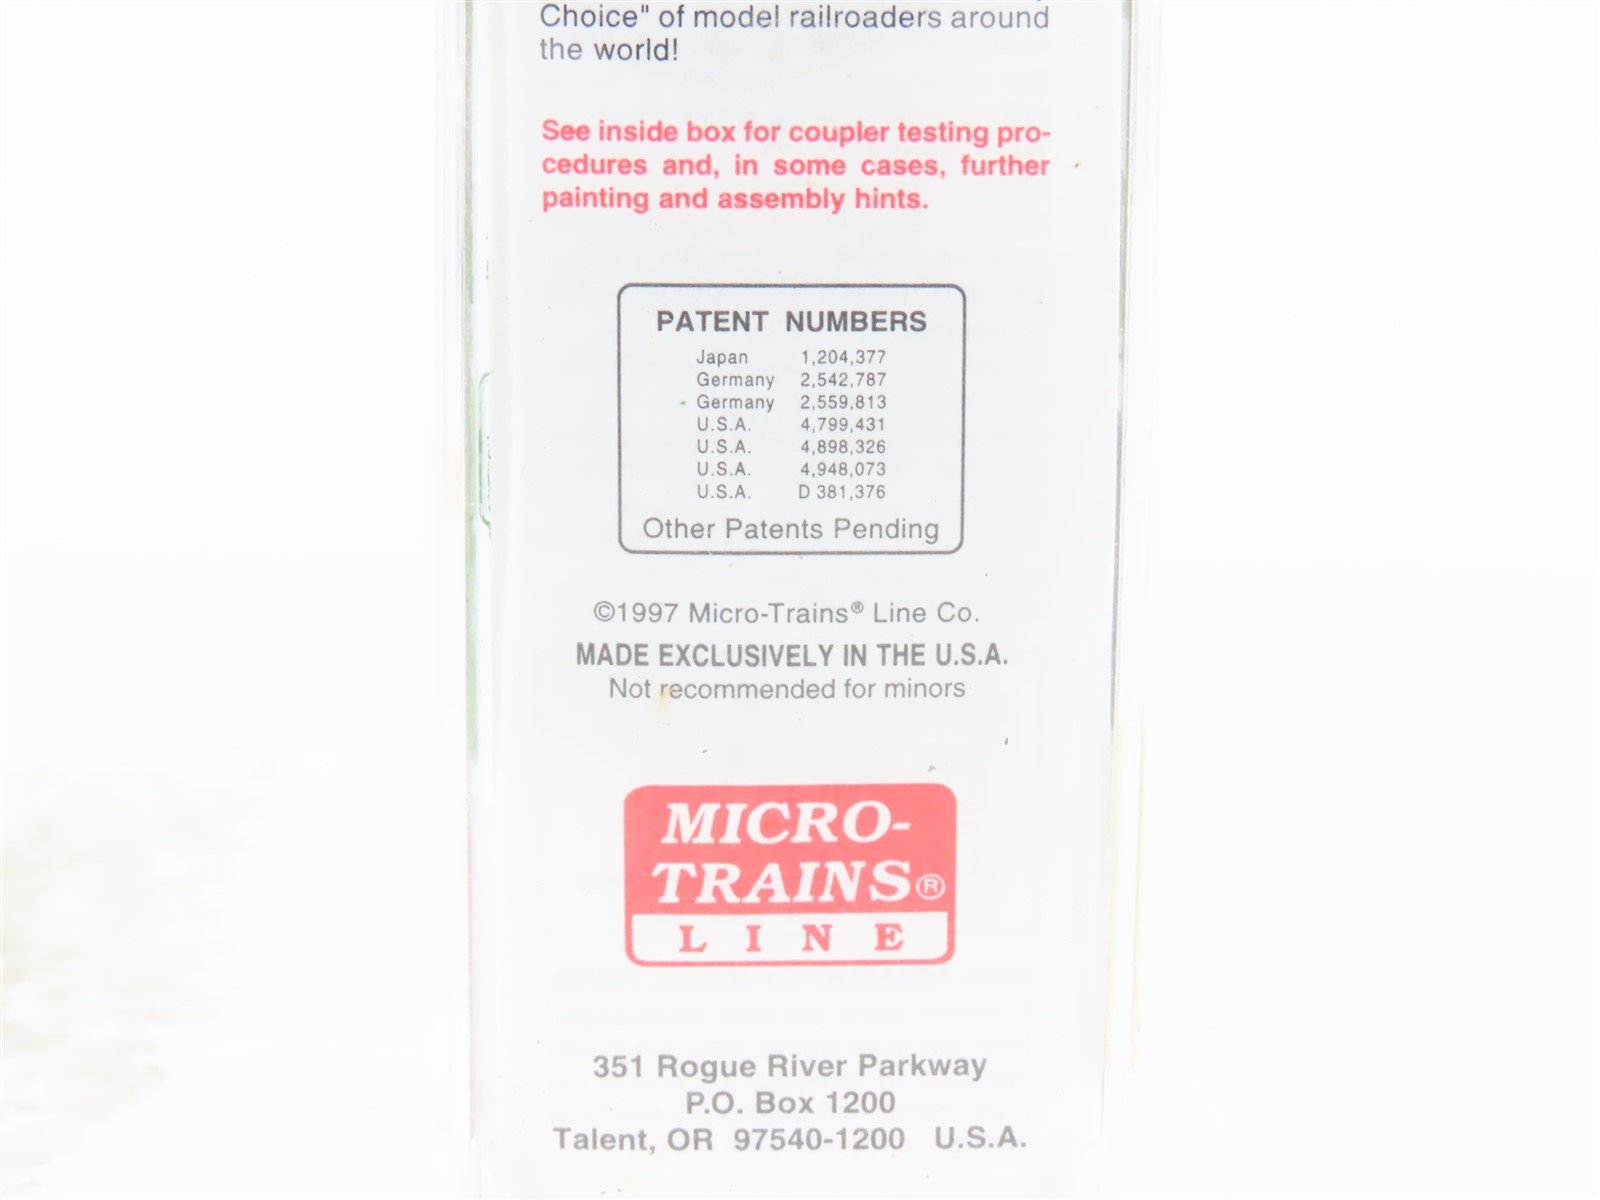 Choice" of model railroaders around
the world!
See inside box for coupler testing pro-
cedures and, in some cases, further
painting and assembly hints.
PATENT NUMBERS
Japan 1,204,377
Germany 2,542,787
Germany 2,559,813
U.S.A. 4,799,431
U.S.A. 4,898,326
U.S.A. 4,948,073
U.S.A. D 381,376
Other Patents Pending
©1997 Micro-Trains® Line Co.
MADE EXCLUSIVELY IN THE U.S.A.
Not recommended for minors
MICRO-
TRAINS®
LINE
351 Rogue River Parkway
P.O. Box 1200
Talent, OR 97540-1200 U.S.A.